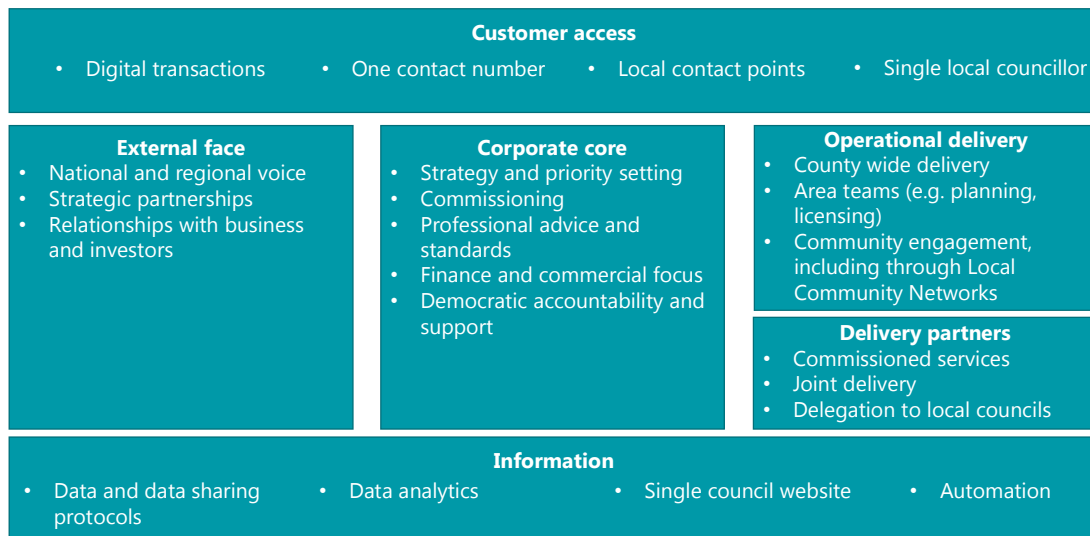 Customer access
• Digital transactions • One contact number • Local contact points • Single local councillor
External face
• National and regional voice
• Strategic partnerships
• Relationships with business
and investors
Corporate core
• Strategy and priority setting
• Commissioning
• Professional advice and
standards
• Finance and commercial focus
• Democratic accountability and
support
Operational delivery
• County wide delivery
• Area teams (e.g. planning,
licensing)
• Community engagement,
including through Local
Community Networks
Delivery partners
• Commissioned services
• Joint delivery
• Delegation to local councils
Information
• Data and data sharing
protocols
• Data analytics
• Single council website
• Automation